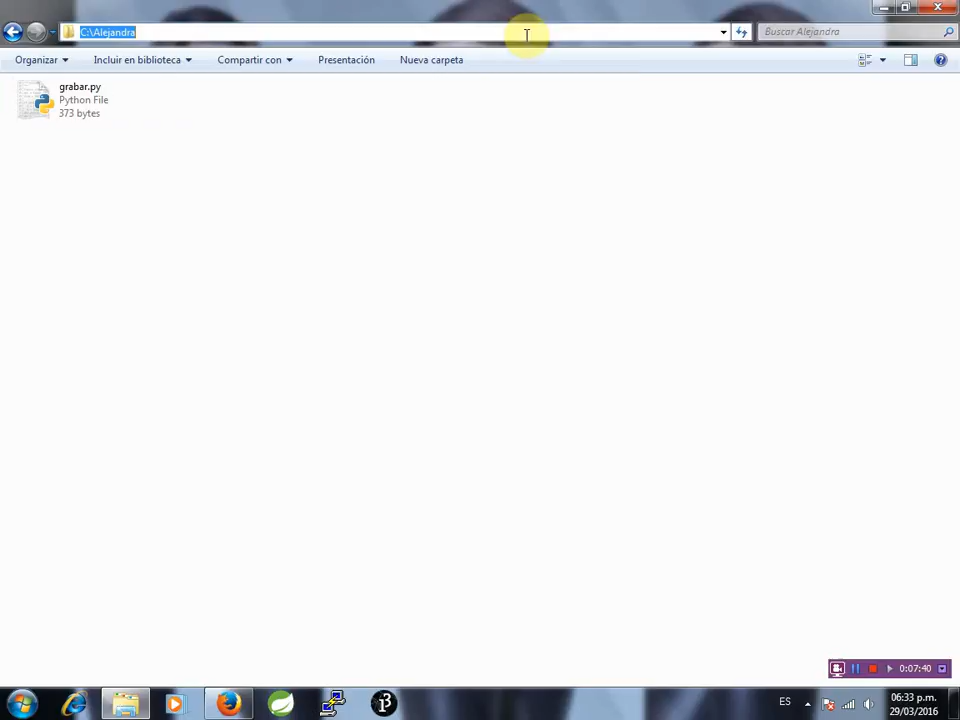 C:\Alejandra
Buscar Alejandra
Organizar
Incluir en biblioteca
Compartir con
Presentación
Nueva carpeta
grabar.py
Python File
373 bytes
0:07:40
ES
06:33 p.m.
29/03/2016